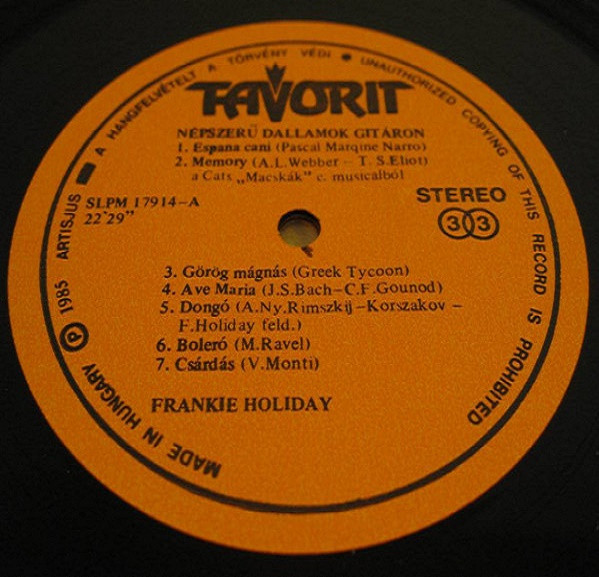 A HANGFELVÉTELT A TÖRVÉNY VÉDI ● UNAUTHORIZED COPYING OF THIS RECORD IS PROHIBITED
FAVORIT
NÉPSZERŰ DALLAMOK GITÁRON
1. Espana cani (Pascal Marqine Narro)
2. Memory (A.L.Webber – T.S.Eliot)
a Cats „Macskák” c. musicalból
SLPM 17914–A
22'29”
STEREO
33
3. Görög mágnás (Greek Tycoon)
4. Ave Maria (J.S.Bach–C.F.Gounod)
5. Dongó (A.Ny.Rimszkij–Korszakov –
F.Holiday feld.)
6. Boleró (M.Ravel)
7. Csárdás (V.Monti)
FRANKIE HOLIDAY
MADE IN HUNGARY Ⓟ 1985 ARTISJUS